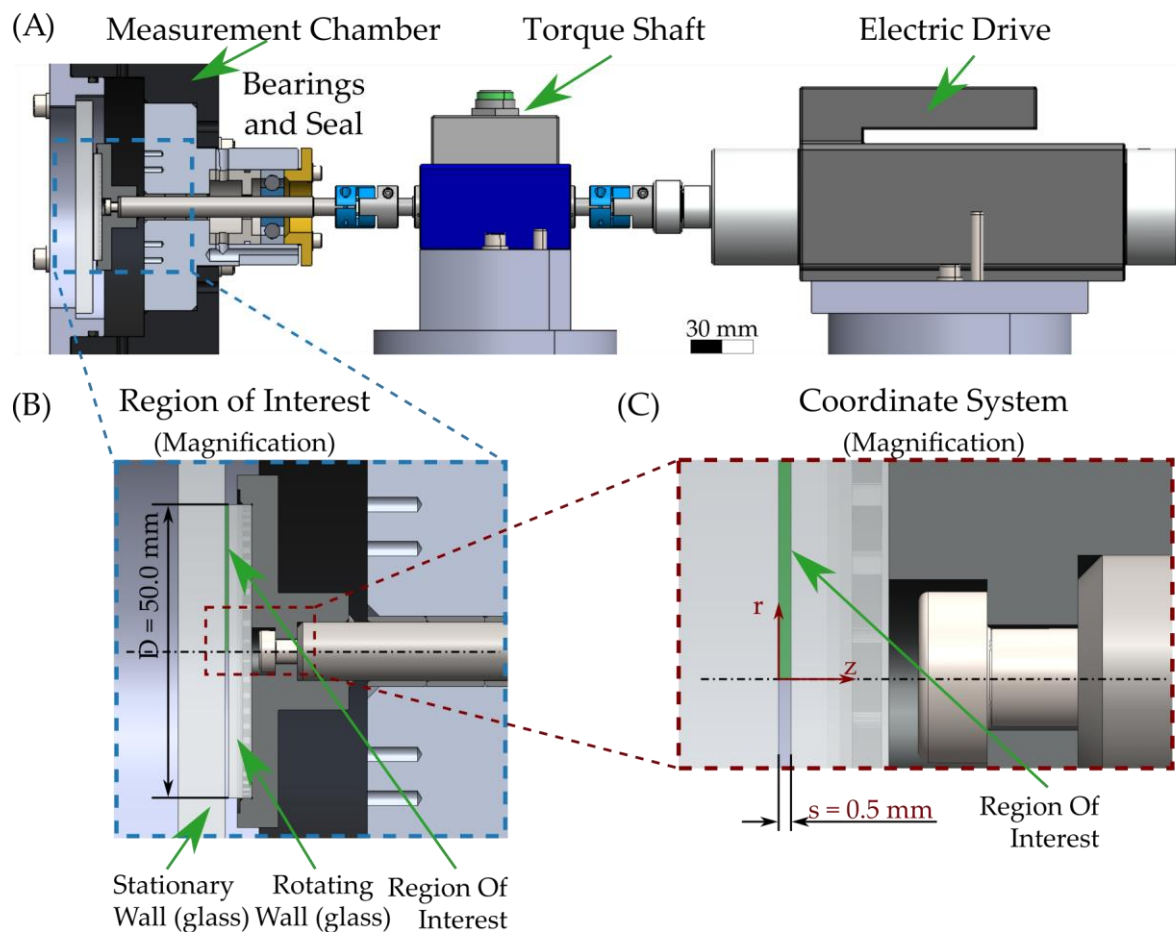 (A)
Measurement Chamber
Torque Shaft
Electric Drive
Bearings
and Seal
30 mm
(B)
Region of Interest
(Magnification)
(C)
Coordinate System
(Magnification)
D = 50.0 mm
r
z
s = 0.5 mm
Region Of
Interest
Stationary
Wall (glass)
Rotating
Wall (glass)
Region Of
Interest